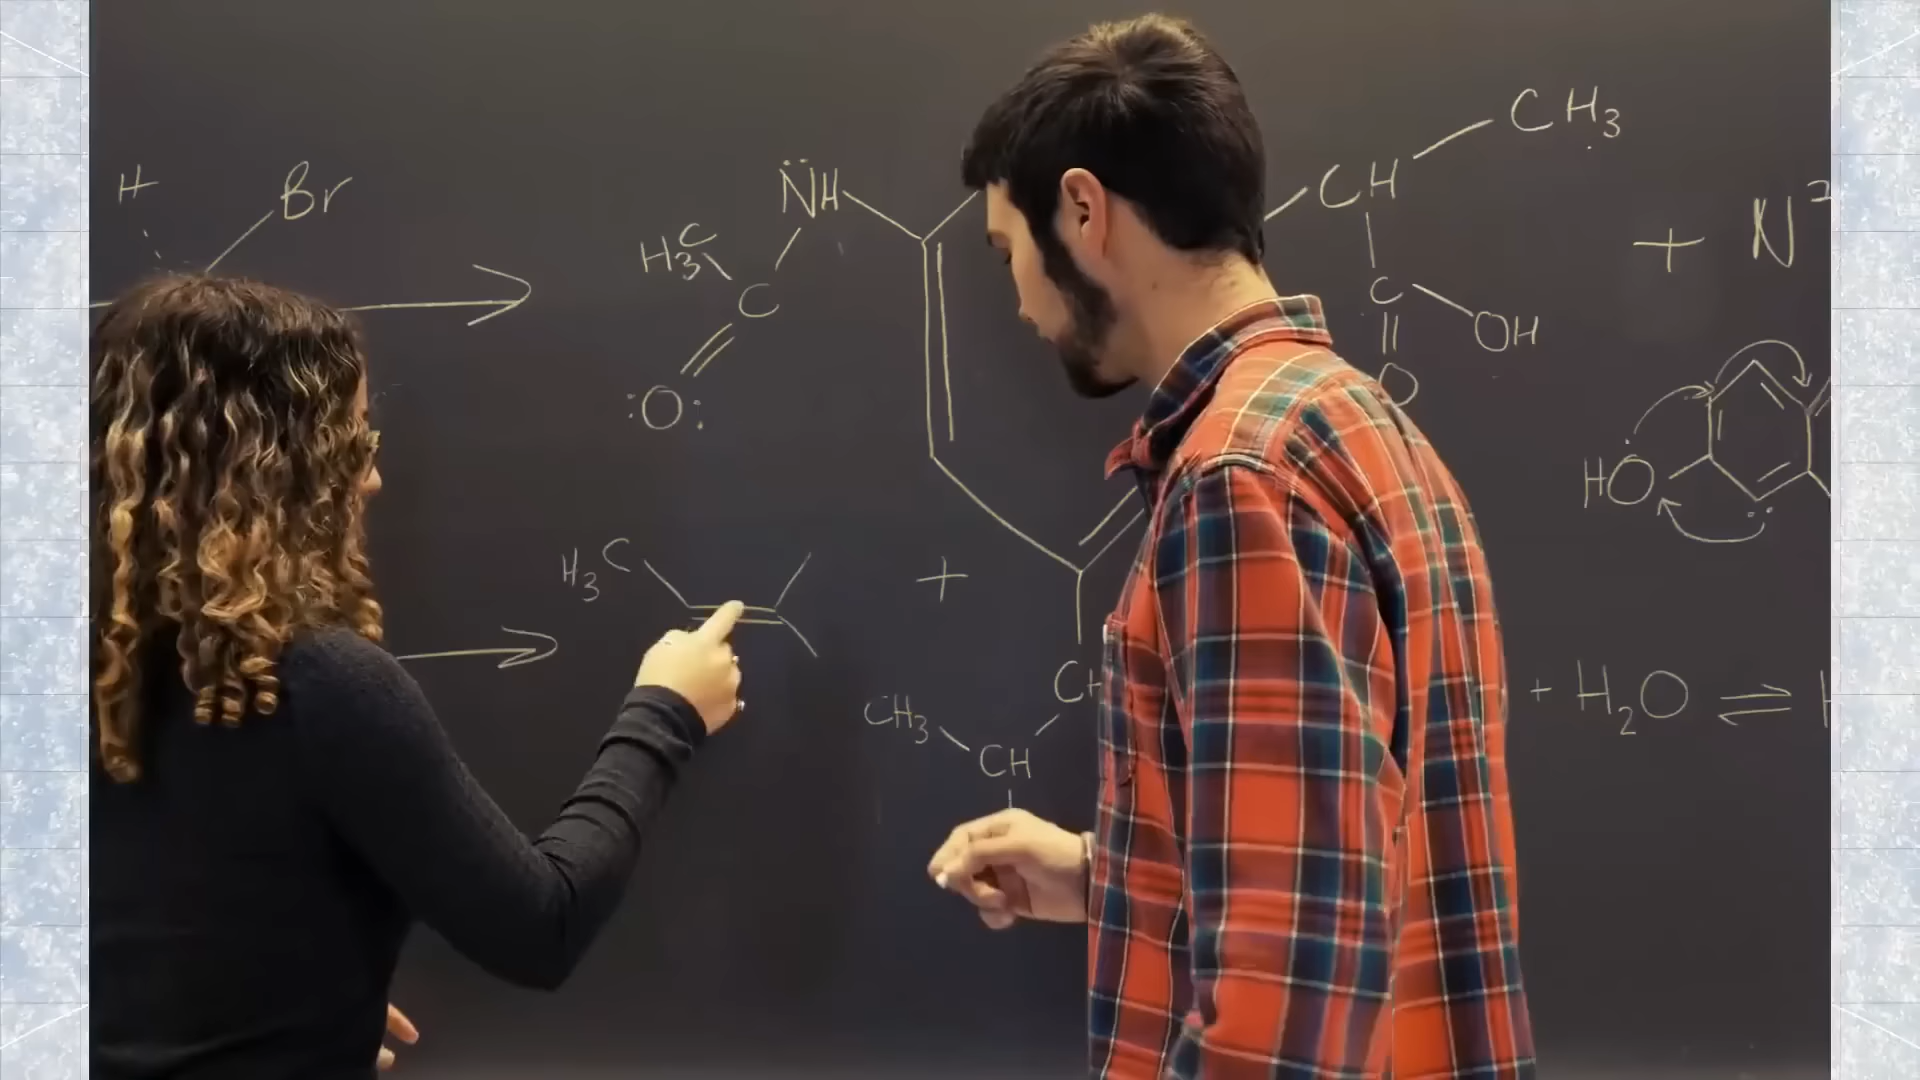 H Br
CH3
NH
CH
H3C
C
C
OH
+ N
:O:
O
HO
H3C
+
CH3
CH
+ H2O ⇌